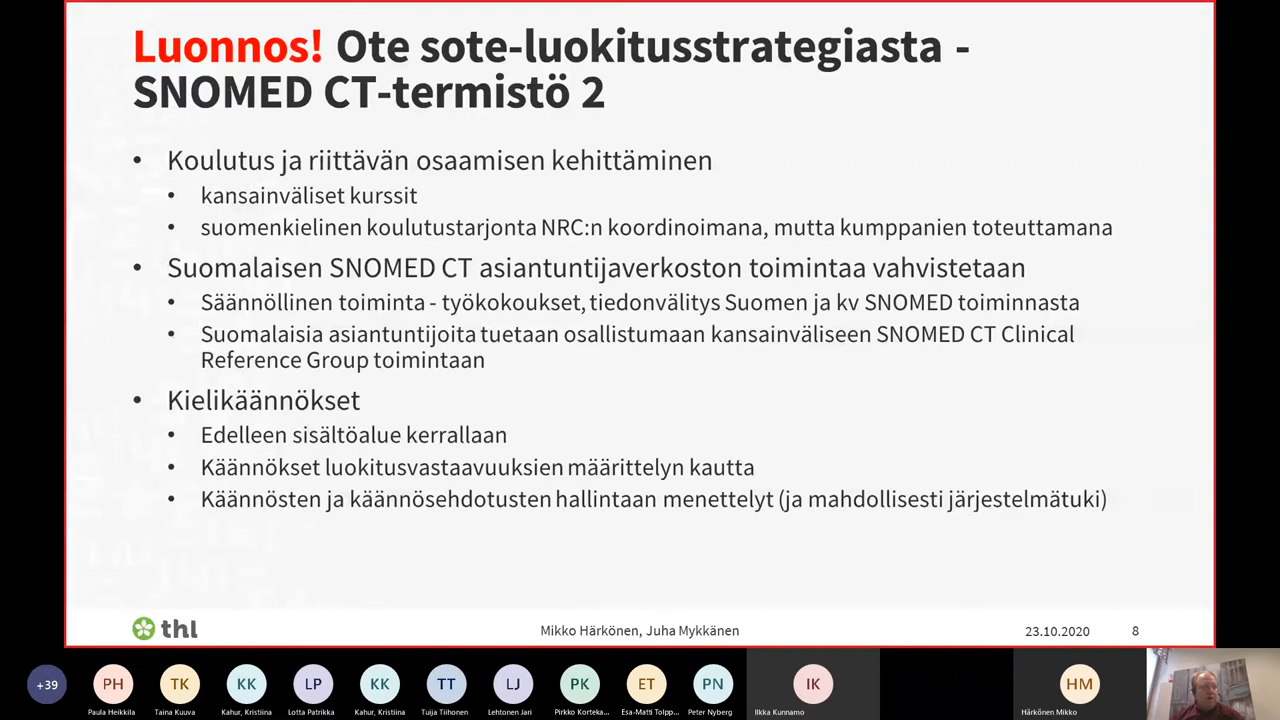 Luonnos! Ote sote-luokitusstrategiasta -
SNOMED CT-termistö 2
• Koulutus ja riittävän osaamisen kehittäminen
• kansainväliset kurssit
• suomenkielinen koulutustarjonta NRC:n koordinoimana, mutta kumppanien toteuttamana
• Suomalaisen SNOMED CT asiantuntijaverkoston toimintaa vahvistetaan
• Säännöllinen toiminta - työkokoukset, tiedonvälitys Suomen ja kv SNOMED toiminnasta
• Suomalaisia asiantuntijoita tuetaan osallistumaan kansainväliseen SNOMED CT Clinical
Reference Group toimintaan
• Kielikäännökset
• Edelleen sisältöalue kerrallaan
• Käännökset luokitusvastaavuuksien määrittelyn kautta
• Käännösten ja käännösehdotusten hallintaan menettelyt (ja mahdollisesti järjestelmätuki)
thl
Mikko Härkönen, Juha Mykkänen
23.10.2020
8
+39
PH
TK
KK
LP
KK
TT
LJ
PK
ET
PN
IK
HM
Paula Heikkila
Taina Kuuva
Kahur, Kristiina
Lotta Patrikka
Kahur, Kristiina
Tuija Tiihonen
Lehtonen Jari
Pirkko Korteka...
Esa-Matti Tolpp...
Peter Nyberg
Ilkka Kunnamo
Härkönen Mikko